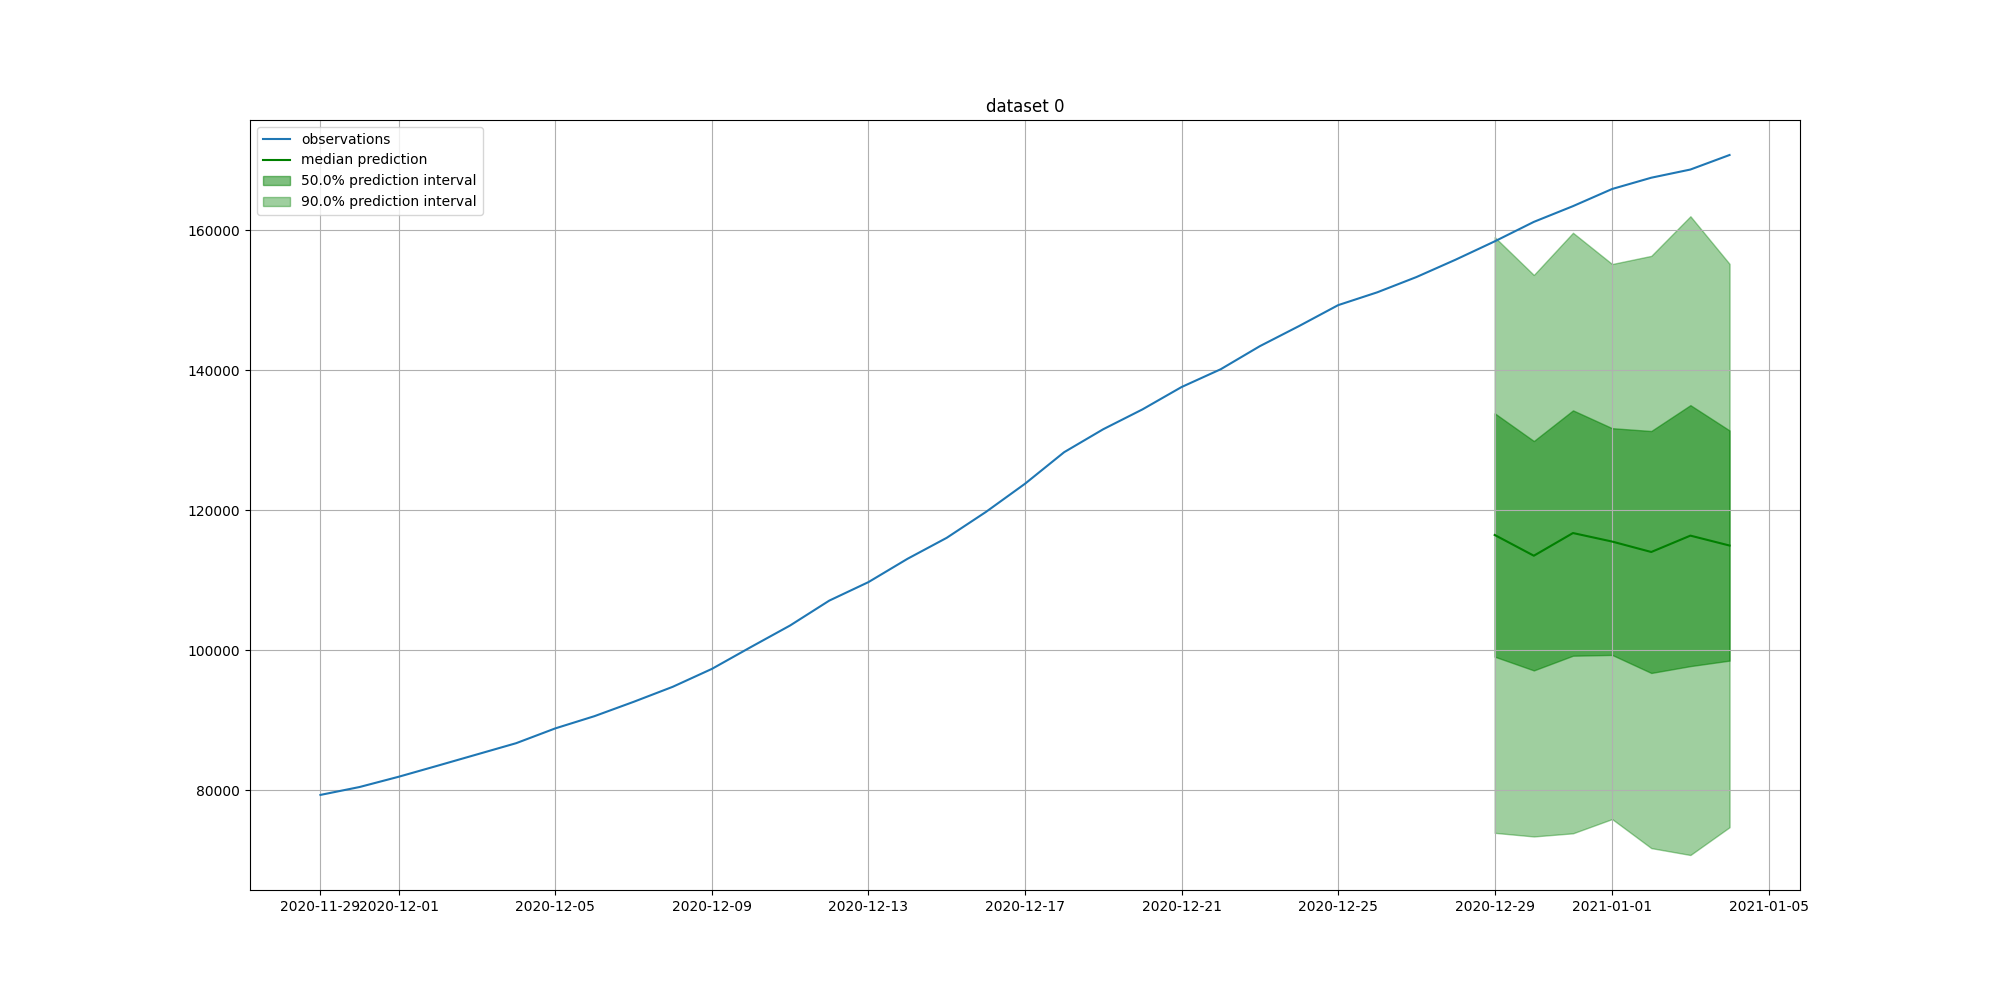 dataset 0
observations
median prediction
50.0% prediction interval
90.0% prediction interval
160000
140000
120000
100000
80000
2020-11-29 2020-12-01 2020-12-05 2020-12-09 2020-12-13 2020-12-17 2020-12-21 2020-12-25 2020-12-29 2021-01-01 2021-01-05